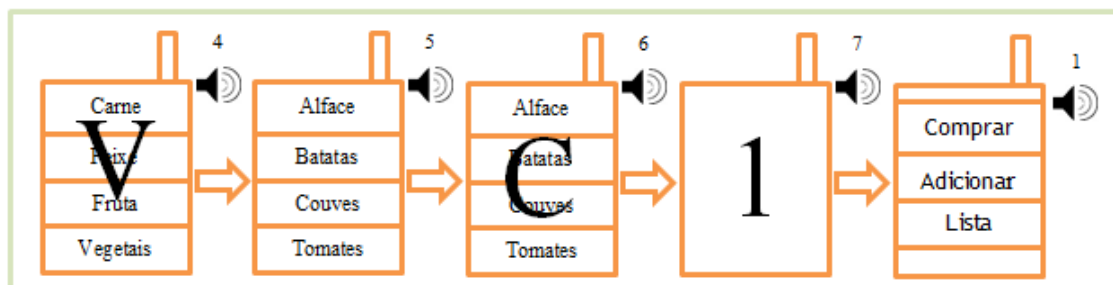 4
Carne
Peixe
Fruta
Vegetais
V
5
Alface
Batatas
Couves
Tomates
6
Alface
Batatas
Couves
Tomates
C
7
1
1
Comprar
Adicionar
Lista